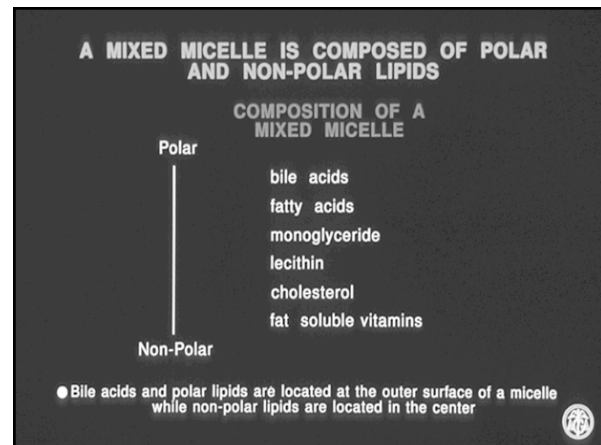 A MIXED MICELLE IS COMPOSED OF POLAR
AND NON-POLAR LIPIDS
COMPOSITION OF A
MIXED MICELLE
Polar
bile acids
fatty acids
monoglyceride
lecithin
cholesterol
fat soluble vitamins
Non-Polar
● Bile acids and polar lipids are located at the outer surface of a micelle
while non-polar lipids are located in the center